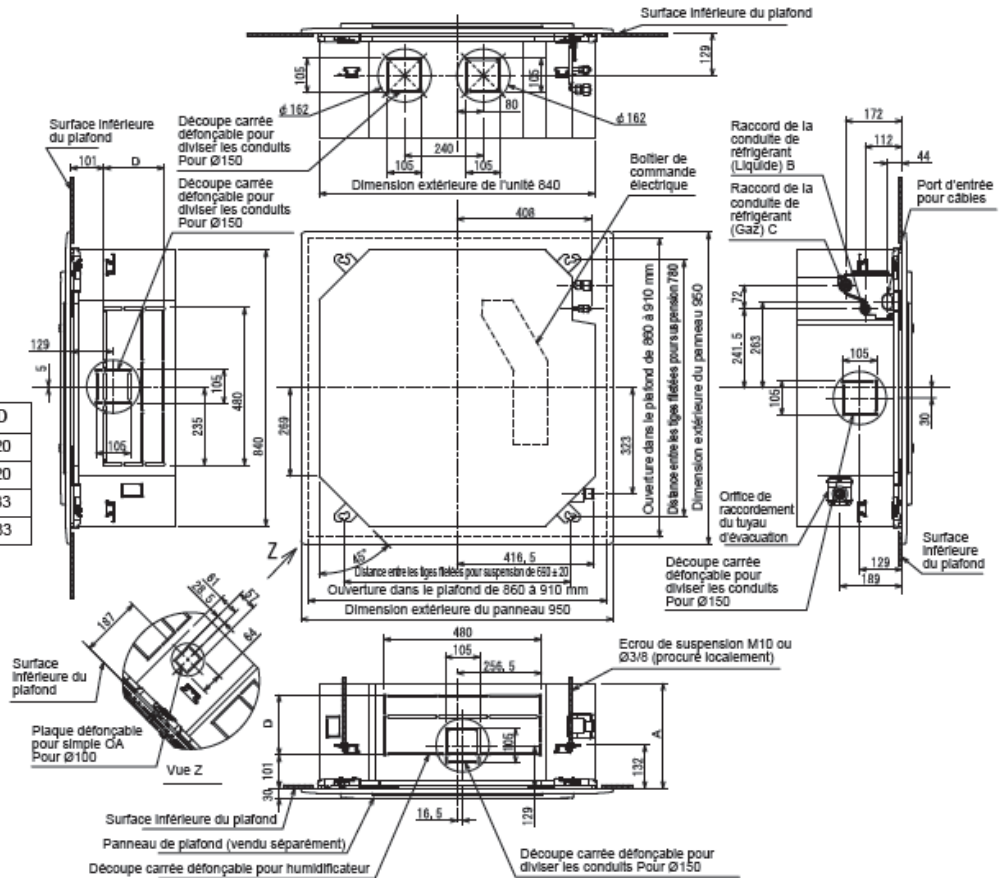 Surface inférieure du plafond
129
105
105
80
ϕ 162
ϕ 162
240
105
105
Dimension extérieure de l'unité 840
Découpe carrée
défonçable pour
diviser les conduits
Pour Ø150
Surface inférieure
du plafond
101
D
Découpe carrée
défonçable pour
diviser les conduits
Pour Ø150
129
5
105
105
235
480
840
D
20
20
33
33
Boîtier de
commande
électrique
408
269
323
Ouverture dans le plafond de 860 à 910 mm
Distance entre les tiges filetées pour suspension 780
Dimension extérieure du panneau 950
Z
45°
416,5
Distance entre les tiges filetées pour suspension de 690 ± 20
Ouverture dans le plafond de 860 à 910 mm
Dimension extérieure du panneau 950
172
112
44
Raccord de la
conduite de
réfrigérant
(Liquide) B
Raccord de la
conduite de
réfrigérant
(Gaz) C
Port d'entrée
pour câbles
72
241,5
263
105
105
30
Orifice de
raccordement
du tuyau
d'évacuation
129
189
Surface
inférieure
du plafond
Découpe carrée
défonçable pour
diviser les conduits
Pour Ø150
187
28,5
64
Surface
inférieure du
plafond
Plaque défonçable
pour simple OA
Pour Ø100
Vue Z
480
105
256,5
Ecrou de suspension M10 ou
Ø3/8 (procuré localement)
D
101
30
105
A
132
16,5
129
Surface inférieure du plafond
Panneau de plafond (vendu séparément)
Découpe carrée défonçable pour humidificateur
Découpe carrée défonçable pour
diviser les conduits Pour Ø150